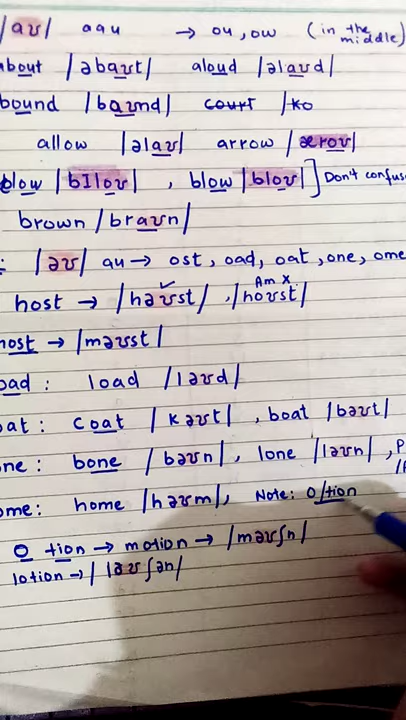 /aʊ/ aau → ou, ow (in the middle)
about |əbaʊt| aloud |əlaʊd|
bound |baʊnd| court /ko
allow |əlaʊ| arrow /ærəʊ|
blow |bɪləʊ| , blow |bləʊ| ] Don't confuse
brown /braʊn/
: |əʊ| au → ost, oad, oat, one, ome
host → /həʊst/ , /hoʊst/ Am X
most → |məʊst|
oad : load /ləʊd/
oat: coat | kəʊt| , boat |bəʊt|
one: bone / bəʊn| , lone |ləʊn| ,
ome: home |həʊm|, Note: o/tion
o tion → motion → /məʊʃn/
lotion → / ləʊʃən/